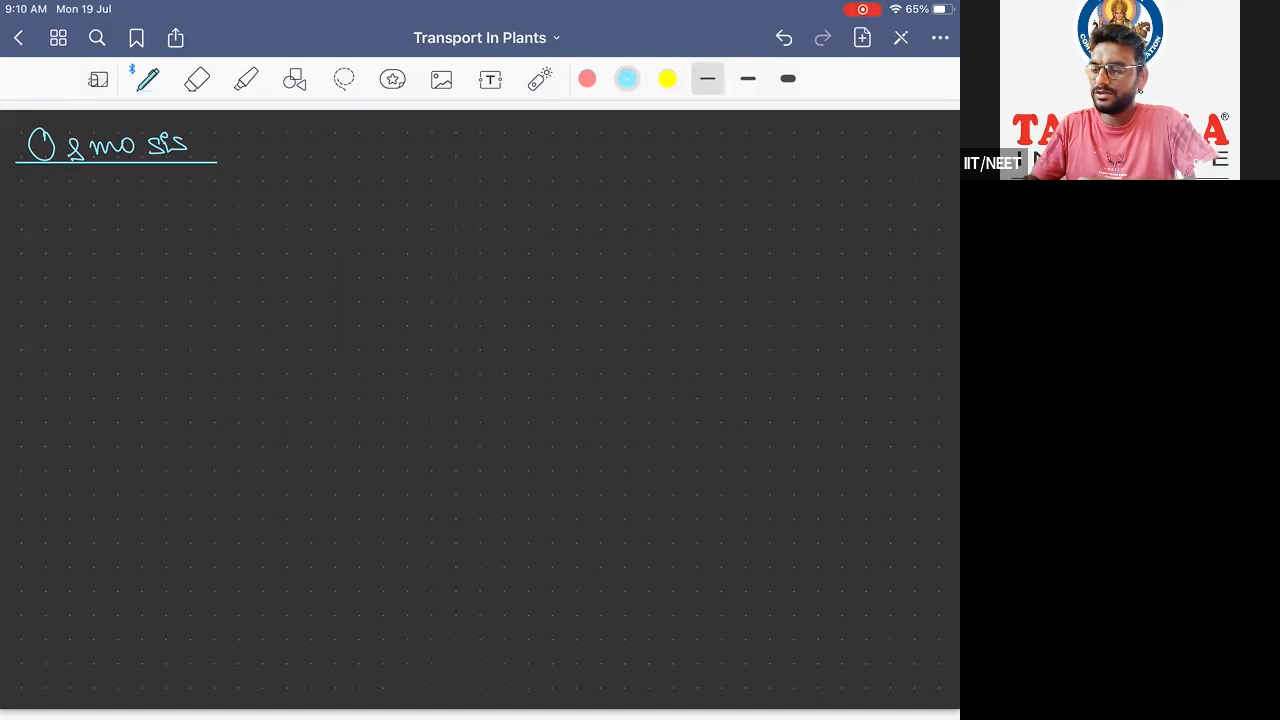 9:10 AM Mon 19 Jul
65%
Transport In Plants
T
Osmosis
IIT/NEET